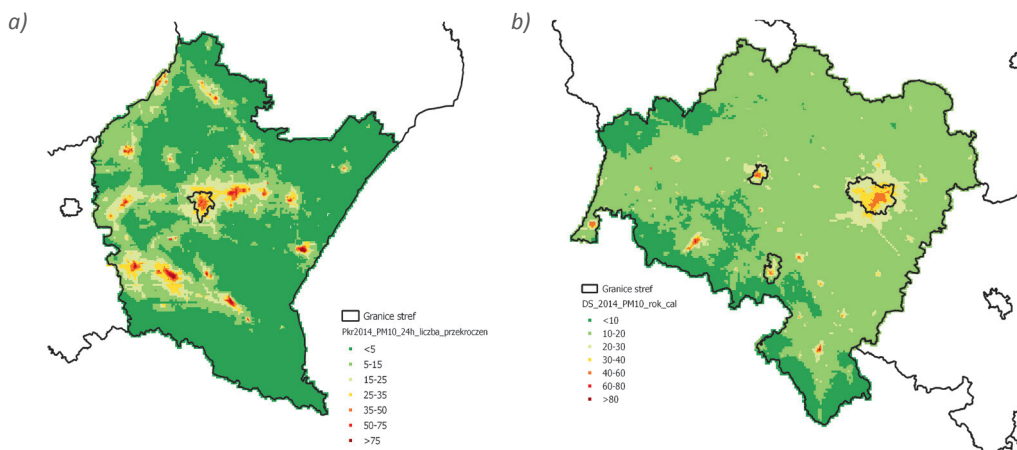 a)
b)
Granice stref
Pkr2014_PM10_24h_liczba_przekroczen
<5
5-15
15-25
25-35
35-50
50-75
>75
Granice stref
DS_2014_PM10_rok_cal
<10
10-20
20-30
30-40
40-60
60-80
>80